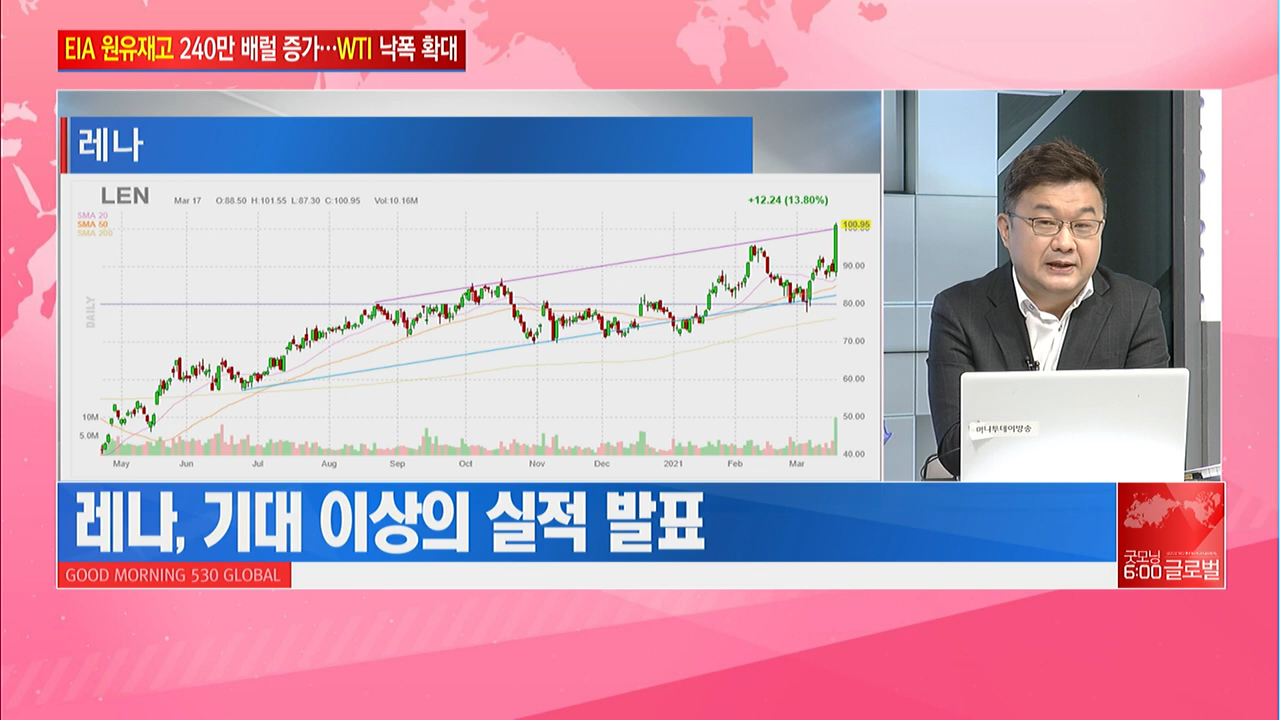 EIA 원유재고 240만 배럴 증가…WTI 낙폭 확대
레나
LEN Mar 17 O:88.50 H:101.55 L:87.30 C:100.95 Vol:10.16M +12.24 (13.80%)
SMA 20
SMA 50
SMA 200
DAILY
100.95
90.00
80.00
70.00
60.00
50.00
40.00
10M
5.0M
May Jun Jul Aug Sep Oct Nov Dec 2021 Feb Mar
머니투데이방송
레나, 기대 이상의 실적 발표
GOOD MORNING 530 GLOBAL
굿모닝
6:00 글로벌